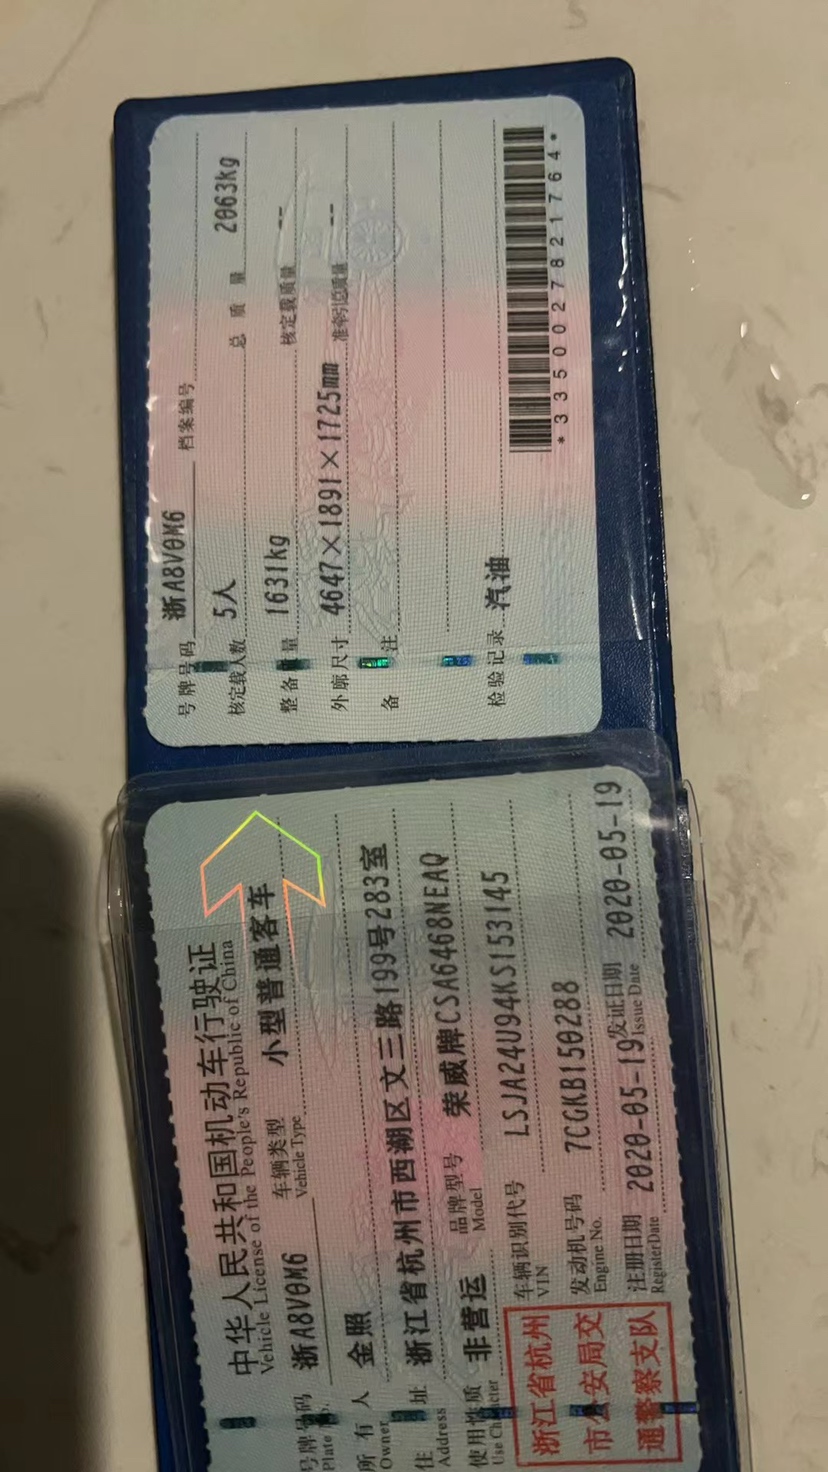 中华人民共和国机动车行驶证
Vehicle License of the People's Republic of China
号牌号码 浙A8V0M6 车辆类型 小型普通客车
Plate No. Vehicle Type
所有人 金照
Owner
住址 浙江省杭州市西湖区文三路199号283室
Address
使用性质 非营运 品牌型号 荣威牌CSA6468NEAQ
Use Character Model
浙江省杭州
市公安局交
通警察支队
车辆识别代号 LSJA24U94KS153145
VIN
发动机号码 7CGKB150288
Engine No.
注册日期 2020-05-19 发证日期 2020-05-19
Register Date Issue Date
号牌号码 浙A8V0M6 档案编号
核定载人数 5人 总质量 2063kg
整备质量 1631kg 核定载质量 --
外廓尺寸 4647×1891×1725mm 准牵引总质量 --
备注
检验记录 汽油
*3350027821764*